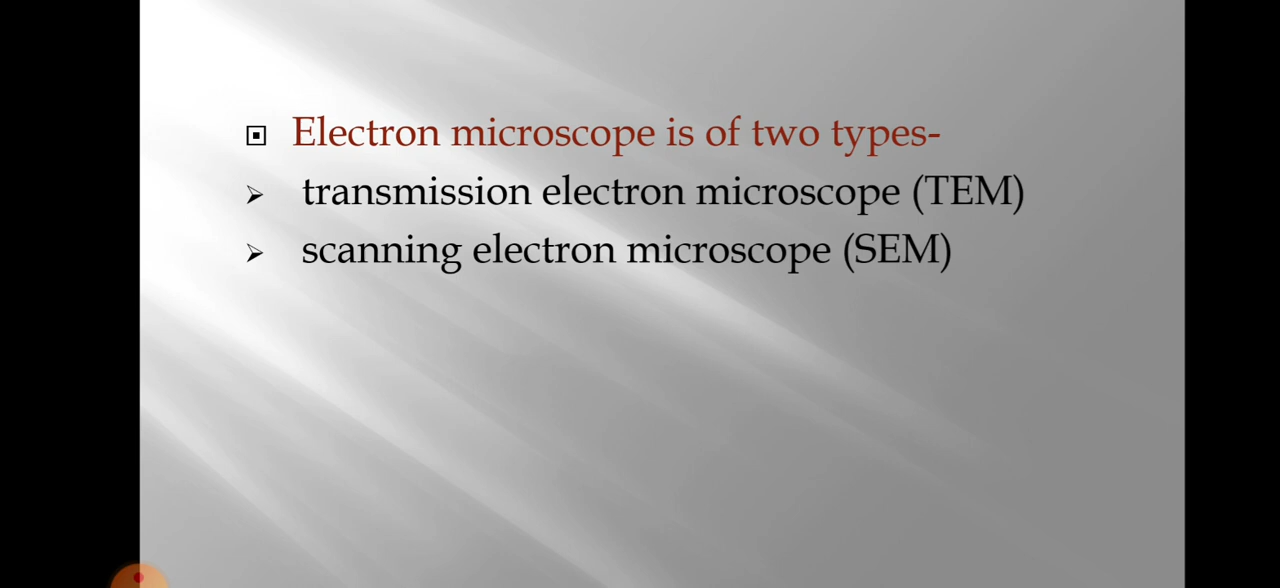 Electron microscope is of two types-
transmission electron microscope (TEM)
scanning electron microscope (SEM)